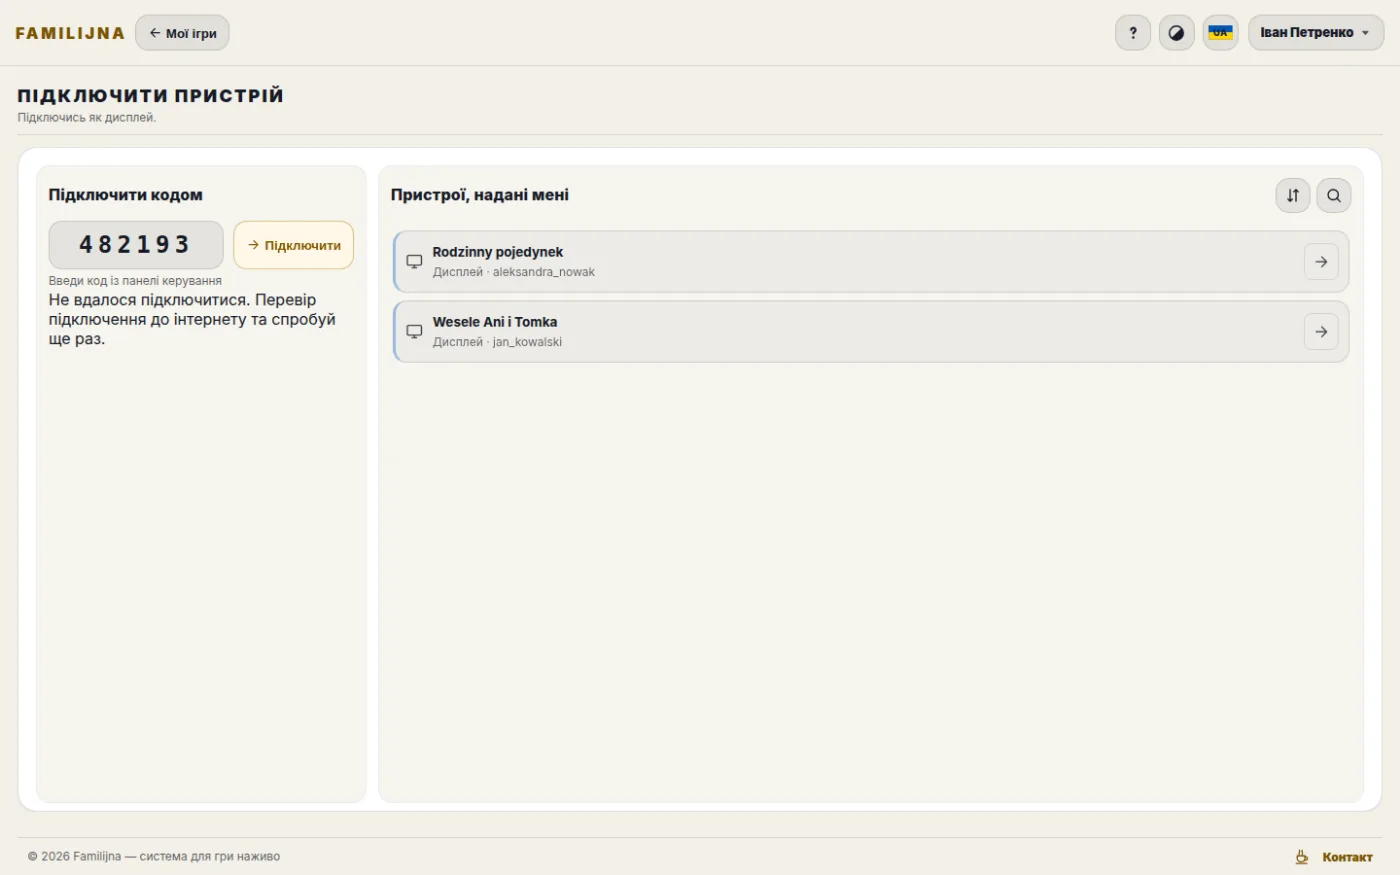 FAMILIJNA
← Мої ігри
?
UA
Іван Петренко
ПІДКЛЮЧИТИ ПРИСТРІЙ
Підключись як дисплей.
Підключити кодом
482193
→ Підключити
Введи код із панелі керування
Не вдалося підключитися. Перевір
підключення до інтернету та спробуй
ще раз.
Пристрої, надані мені
Rodzinny pojedynek
Дисплей · aleksandra_nowak
Wesele Ani i Tomka
Дисплей · jan_kowalski
© 2026 Familijna — система для гри наживо
Контакт